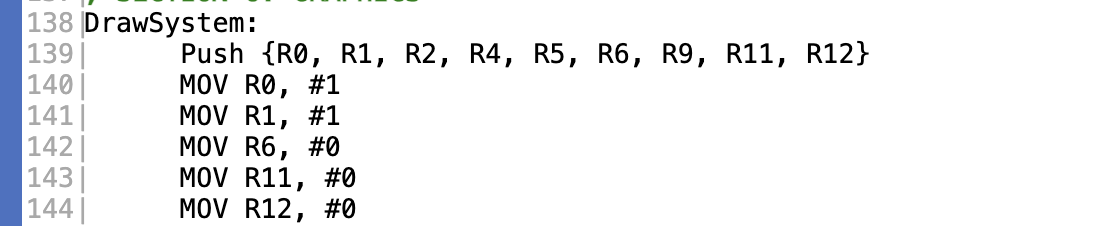 138|DrawSystem:
139|      Push {R0, R1, R2, R4, R5, R6, R9, R11, R12}
140|      MOV R0, #1
141|      MOV R1, #1
142|      MOV R6, #0
143|      MOV R11, #0
144|      MOV R12, #0